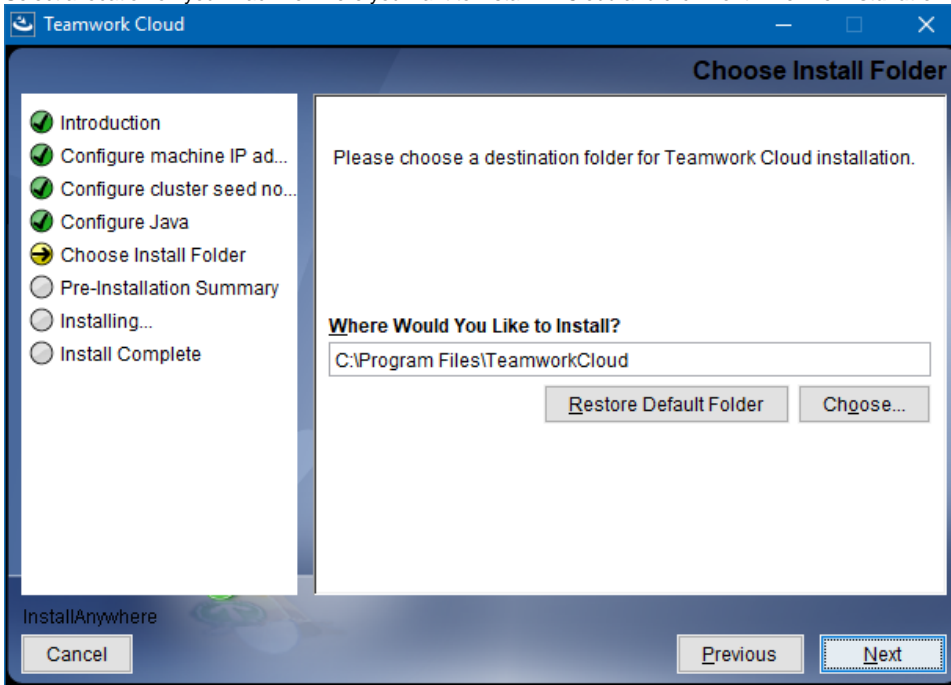 Teamwork Cloud
Choose Install Folder
Introduction
Configure machine IP ad...
Configure cluster seed no...
Configure Java
Choose Install Folder
Pre-Installation Summary
Installing...
Install Complete
Please choose a destination folder for Teamwork Cloud installation.
Where Would You Like to Install?
C:\Program Files\TeamworkCloud
Restore Default Folder
Choose...
InstallAnywhere
Cancel
Previous
Next